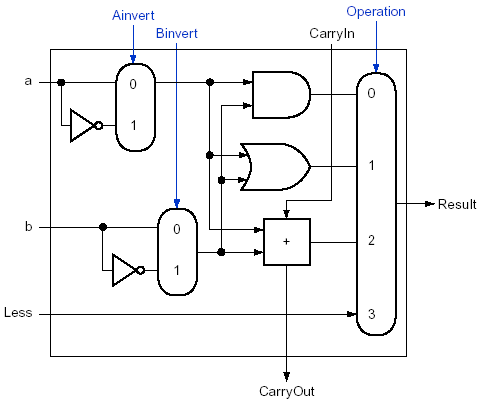 Operation
Ainvert
Binvert
CarryIn
a
0
0
1
1
Result
b
0
+
2
1
Less
3
CarryOut